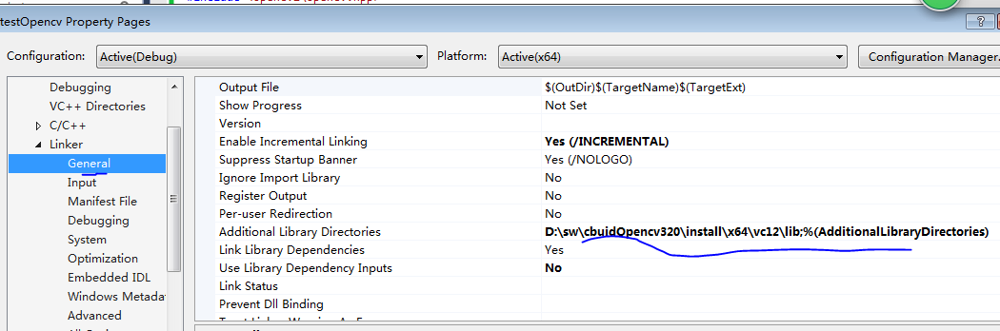 testOpencv Property Pages
?
Configuration: Active(Debug) Platform: Active(x64) Configuration Manager.
Debugging
VC++ Directories
C/C++
Linker
General
Input
Manifest File
Debugging
System
Optimization
Embedded IDL
Windows Metada
Advanced
Output File $(OutDir)$(TargetName)$(TargetExt)
Show Progress Not Set
Version
Enable Incremental Linking Yes (/INCREMENTAL)
Suppress Startup Banner Yes (/NOLOGO)
Ignore Import Library No
Register Output No
Per-user Redirection No
Additional Library Directories D:\sw\cbuidOpencv320\install\x64\vc12\lib;%(AdditionalLibraryDirectories)
Link Library Dependencies Yes
Use Library Dependency Inputs No
Link Status
Prevent Dll Binding